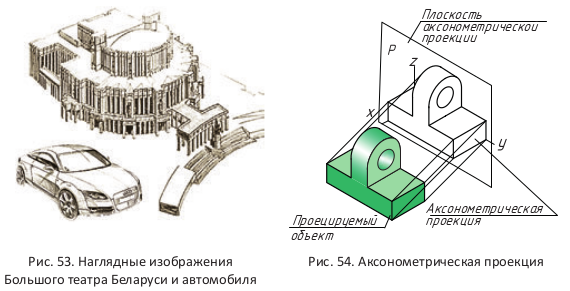 Плоскость
аксонометрической
проекции
P
z
x
y
Проецируемый
объект
Аксонометрическая
проекция
Рис. 53. Наглядные изображения
Большого театра Беларуси и автомобиля
Рис. 54. Аксонометрическая проекция